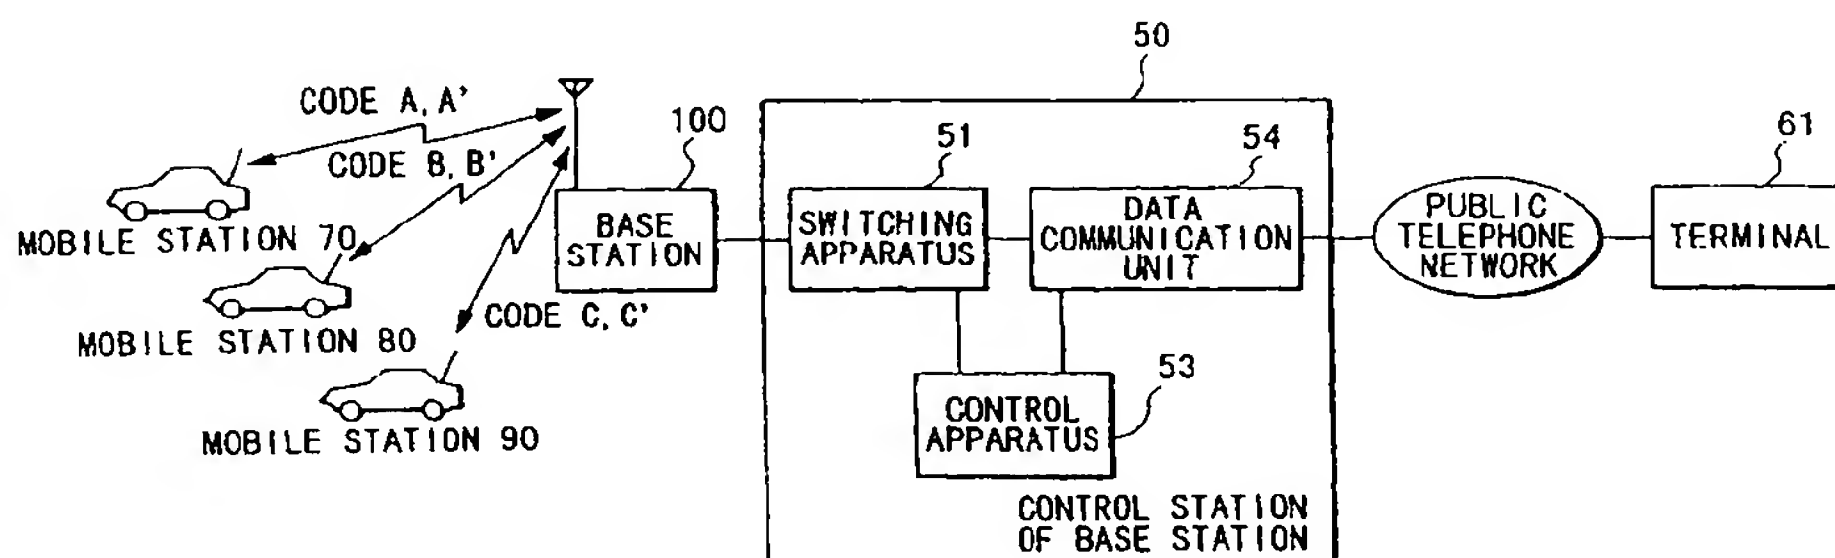 50
CODE A, A'
100
51
54
61
CODE B, B'
MOBILE STATION 70
BASE
STATION
SWITCHING
APPARATUS
DATA
COMMUNICATION
UNIT
PUBLIC
TELEPHONE
NETWORK
TERMINAL
MOBILE STATION 80
CODE C, C'
53
MOBILE STATION 90
CONTROL
APPARATUS
CONTROL STATION
OF BASE STATION